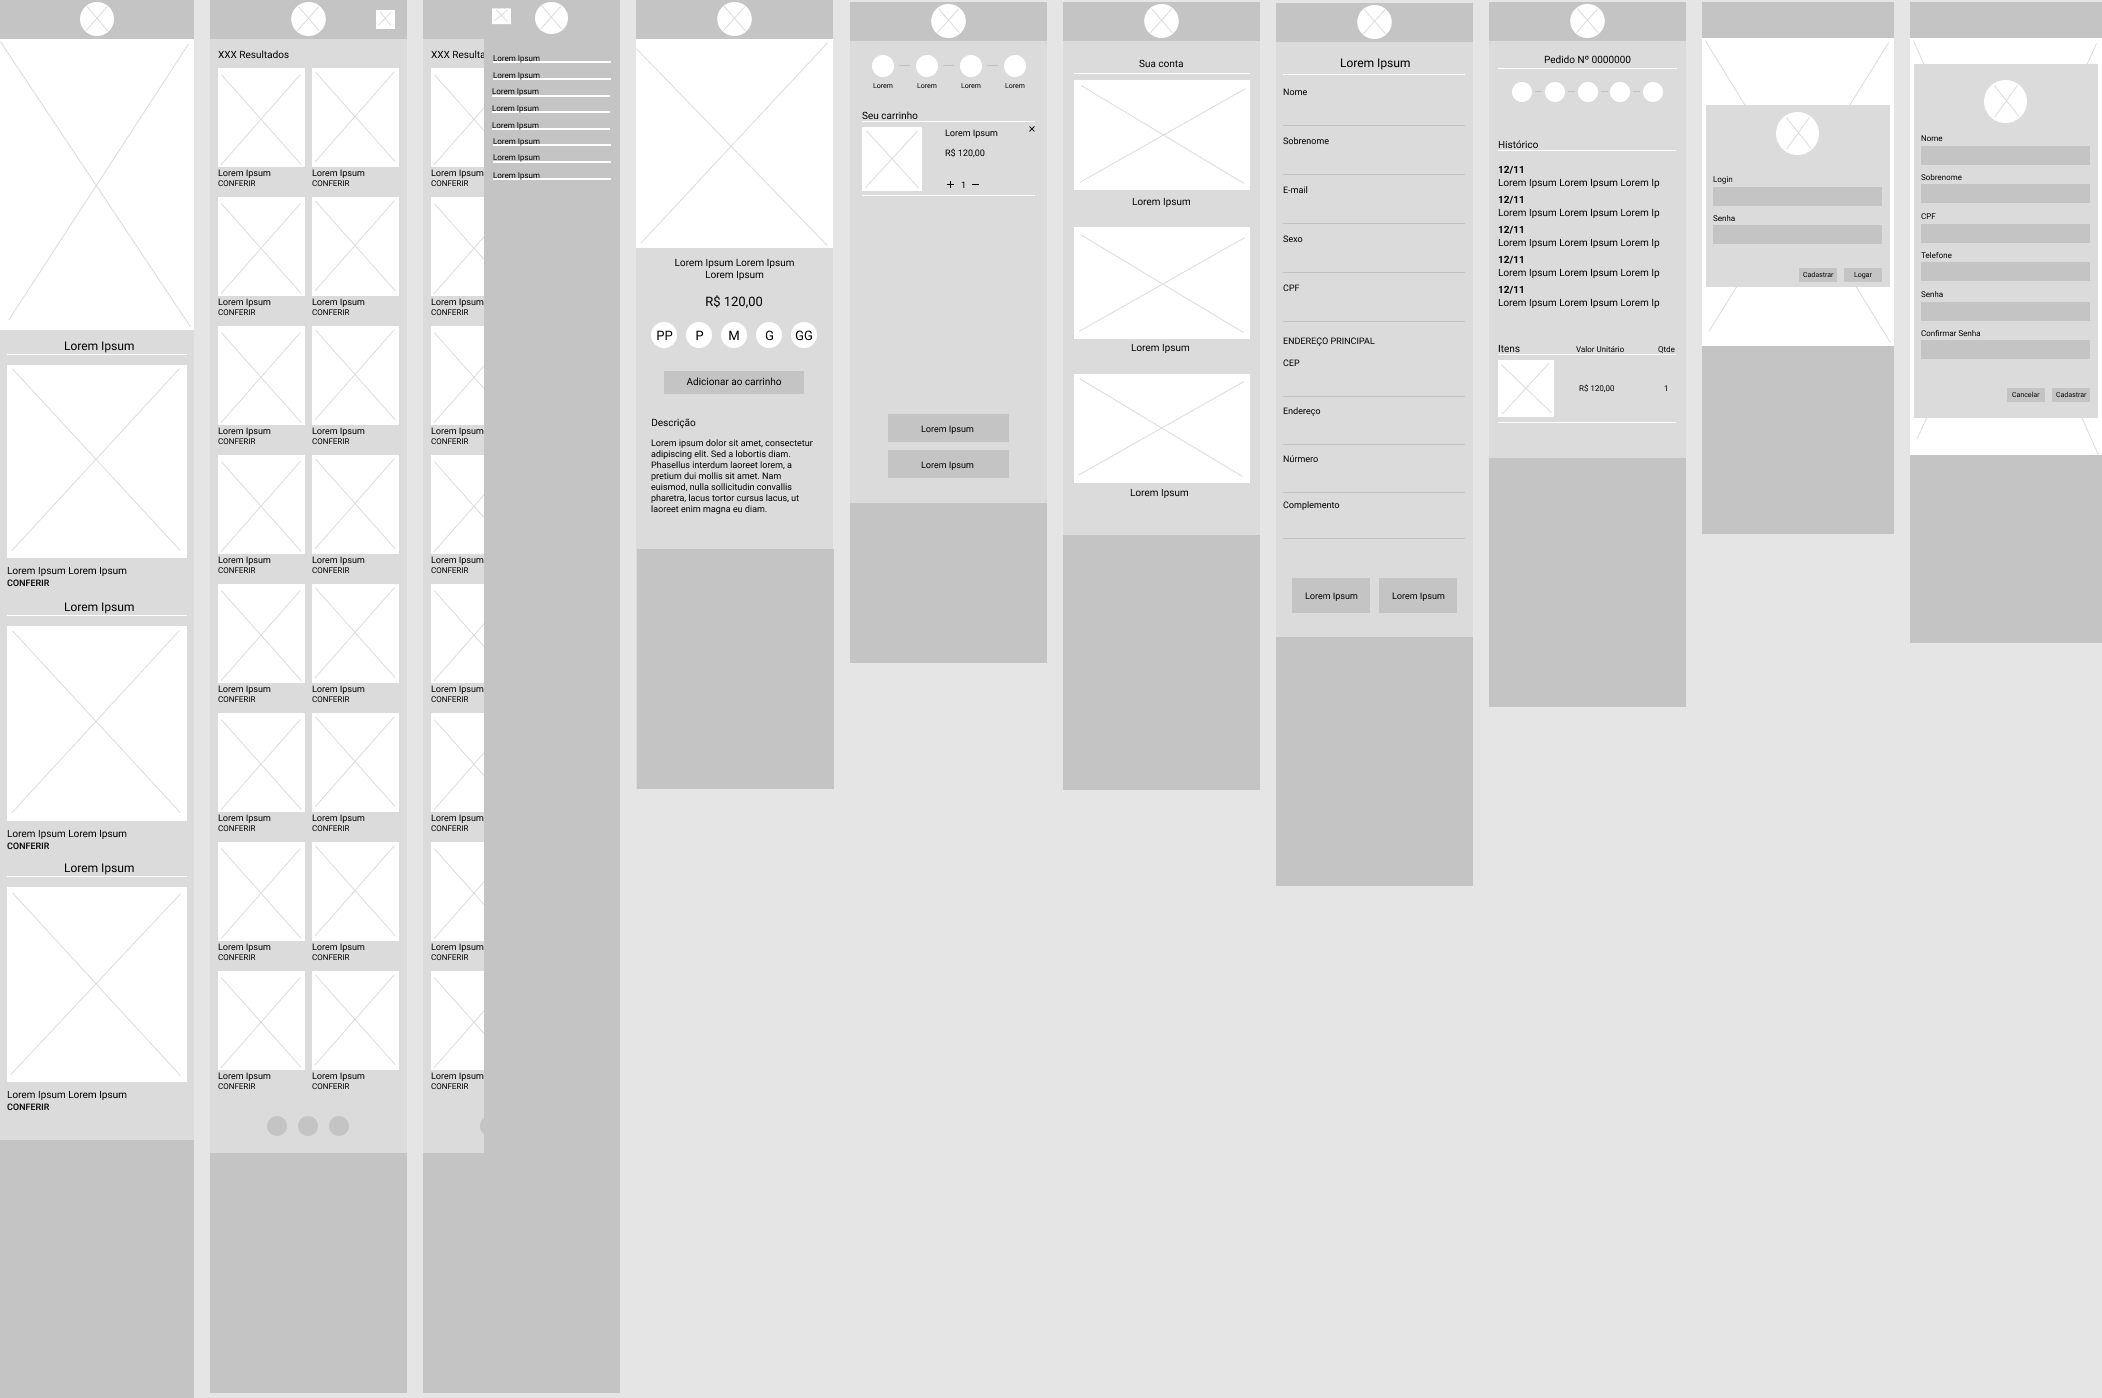 Lorem Ipsum
Lorem Ipsum Lorem Ipsum
CONFERIR
Lorem Ipsum
Lorem Ipsum Lorem Ipsum
CONFERIR
Lorem Ipsum
Lorem Ipsum Lorem Ipsum
CONFERIR
XXX Resultados
Lorem Ipsum Lorem Ipsum
CONFERIR CONFERIR
Lorem Ipsum Lorem Ipsum
CONFERIR CONFERIR
Lorem Ipsum Lorem Ipsum
CONFERIR CONFERIR
Lorem Ipsum Lorem Ipsum
CONFERIR CONFERIR
Lorem Ipsum Lorem Ipsum
CONFERIR CONFERIR
Lorem Ipsum Lorem Ipsum
CONFERIR CONFERIR
Lorem Ipsum Lorem Ipsum
CONFERIR CONFERIR
Lorem Ipsum Lorem Ipsum
CONFERIR CONFERIR
XXX Resulta
Lorem Ipsum
CONFERIR
Lorem Ipsum
CONFERIR
Lorem Ipsum
CONFERIR
Lorem Ipsum
CONFERIR
Lorem Ipsum
CONFERIR
Lorem Ipsum
CONFERIR
Lorem Ipsum
CONFERIR
Lorem Ipsum
CONFERIR
Lorem Ipsum
Lorem Ipsum
Lorem Ipsum
Lorem Ipsum
Lorem Ipsum
Lorem Ipsum
Lorem Ipsum
Lorem Ipsum
Lorem Ipsum Lorem Ipsum
Lorem Ipsum
R$ 120,00
PP P M G GG
Adicionar ao carrinho
Descrição
Lorem ipsum dolor sit amet, consectetur
adipiscing elit. Sed a lobortis diam.
Phasellus interdum laoreet lorem, a
pretium dui mollis sit amet. Nam
euismod, nulla sollicitudin convallis
pharetra, lacus tortor cursus lacus, ut
laoreet enim magna eu diam.
Lorem Lorem Lorem Lorem
Seu carrinho
Lorem Ipsum ×
R$ 120,00
+ 1 −
Lorem Ipsum
Lorem Ipsum
Sua conta
Lorem Ipsum
Lorem Ipsum
Lorem Ipsum
Lorem Ipsum
Nome
Sobrenome
E-mail
Sexo
CPF
ENDEREÇO PRINCIPAL
CEP
Endereço
Núrmero
Complemento
Lorem Ipsum Lorem Ipsum
Pedido Nº 0000000
Histórico
12/11
Lorem Ipsum Lorem Ipsum Lorem Ip
12/11
Lorem Ipsum Lorem Ipsum Lorem Ip
12/11
Lorem Ipsum Lorem Ipsum Lorem Ip
12/11
Lorem Ipsum Lorem Ipsum Lorem Ip
12/11
Lorem Ipsum Lorem Ipsum Lorem Ip
Itens Valor Unitário Qtde
R$ 120,00 1
Login
Senha
Cadastrar Logar
Nome
Sobrenome
CPF
Telefone
Senha
Confirmar Senha
Cancelar Cadastrar